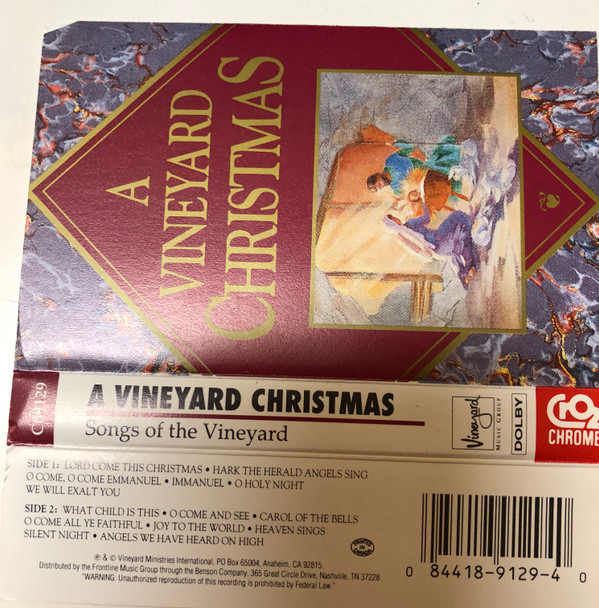 A
VINEYARD
CHRISTMAS
A VINEYARD CHRISTMAS
Songs of the Vineyard
Vineyard
MUSIC GROUP
DOLBY
CrO2
CHROME
SIDE 1: LORD COME THIS CHRISTMAS • HARK THE HERALD ANGELS SING
O COME, O COME EMMANUEL • IMMANUEL • O HOLY NIGHT
WE WILL EXALT YOU
SIDE 2: WHAT CHILD IS THIS • O COME AND SEE • CAROL OF THE BELLS
O COME ALL YE FAITHFUL • JOY TO THE WORLD • HEAVEN SINGS
SILENT NIGHT • ANGELS WE HAVE HEARD ON HIGH
℗ & © Vineyard Ministries International, PO Box 65004, Anaheim, CA 92815.
Distributed by the Frontline Music Group through the Benson Company, 365 Great Circle Drive, Nashville, TN 37228
"WARNING: Unauthorized reproduction of this recording is prohibited by Federal Law."
0 84418-9129-4 0